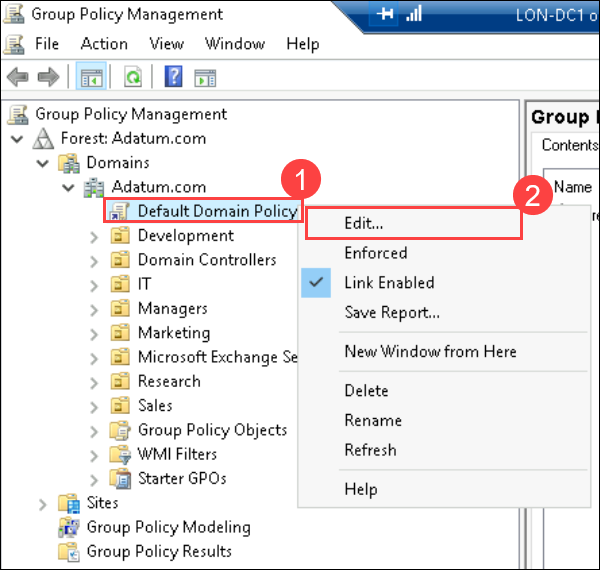 Group Policy Management
LON-DC1 o
File Action View Window Help
Group Policy Management
Forest: Adatum.com
Domains
Adatum.com
1
Default Domain Policy
Development
Domain Controllers
IT
Managers
Marketing
Microsoft Exchange Se
Research
Sales
Group Policy Objects
WMI Filters
Starter GPOs
Sites
Group Policy Modeling
Group Policy Results
2
Edit...
Enforced
Link Enabled
Save Report...
New Window from Here
Delete
Rename
Refresh
Help
Group P
Contents
Name
re